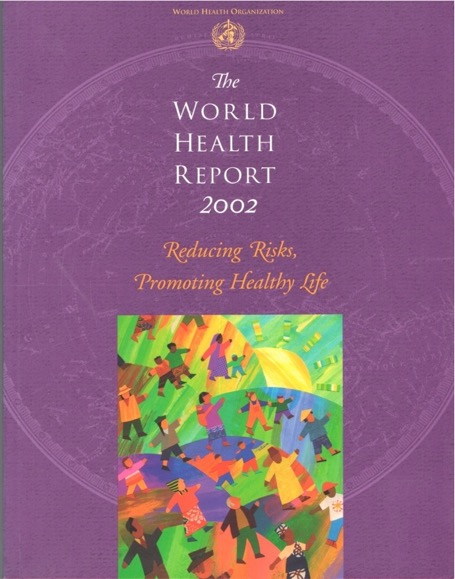 WORLD HEALTH ORGANIZATION
The
WORLD
HEALTH
REPORT
2002
Reducing Risks,
Promoting Healthy Life